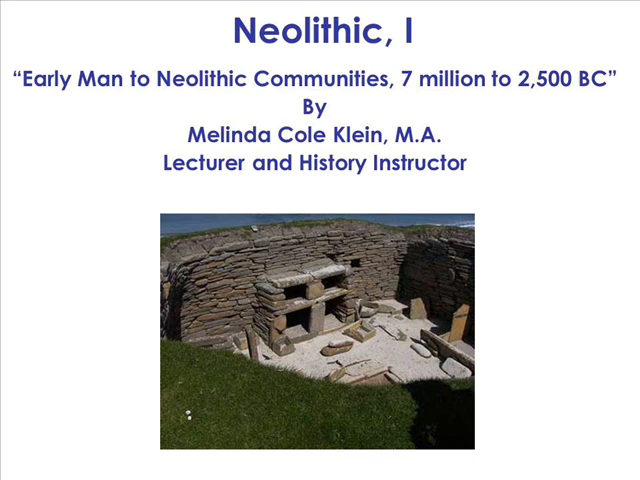 Neolithic, I
“Early Man to Neolithic Communities, 7 million to 2,500 BC”
By
Melinda Cole Klein, M.A.
Lecturer and History Instructor